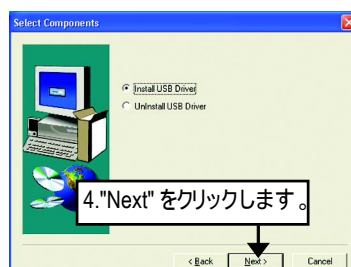 Select Components
Install USB Driver
UnInstall USB Driver
4."Next" をクリックします。
< Back Next > Cancel